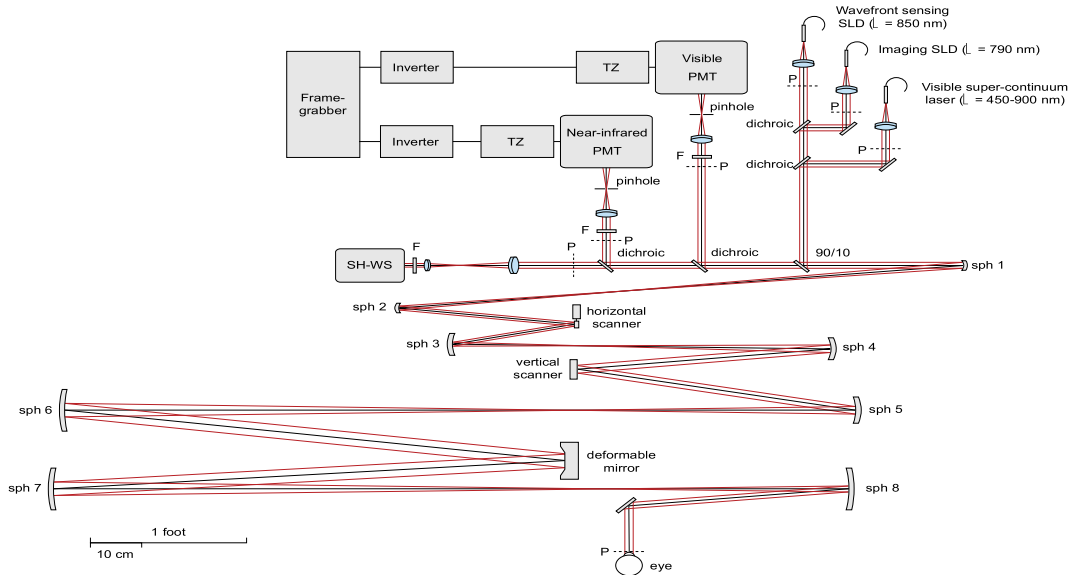 Wavefront sensing
SLD (L = 850 nm)
Imaging SLD (L = 790 nm)
Visible super-continuum
laser (L = 450-900 nm)
P
P
P
dichroic
dichroic
Frame-
grabber
Inverter
TZ
Visible
PMT
pinhole
Inverter
TZ
Near-infrared
PMT
F
P
pinhole
F
P
P
dichroic
dichroic
90/10
SH-WS
F
sph 1
sph 2
horizontal
scanner
sph 3
sph 4
vertical
scanner
sph 5
sph 6
deformable
mirror
sph 7
sph 8
1 foot
10 cm
P
eye